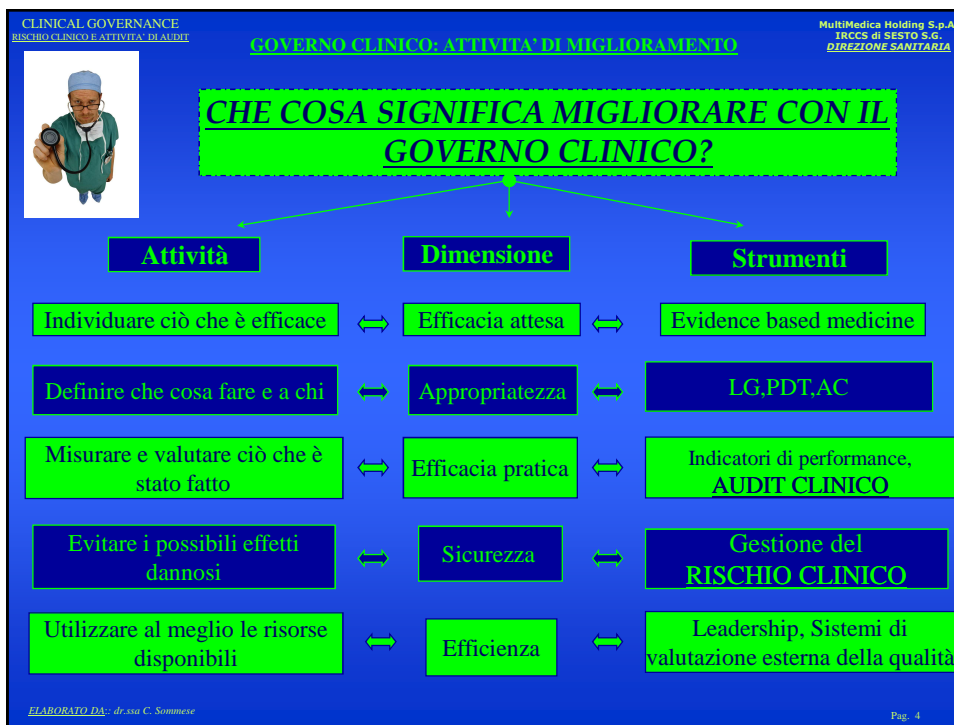 CLINICAL GOVERNANCE
RISCHIO CLINICO E ATTIVITA' DI AUDIT
GOVERNO CLINICO: ATTIVITA' DI MIGLIORAMENTO
MultiMedica Holding S.p.A
IRCCS di SESTO S.G.
DIREZIONE SANITARIA
CHE COSA SIGNIFICA MIGLIORARE CON IL
GOVERNO CLINICO?
Attività
Dimensione
Strumenti
Individuare ciò che è efficace
Efficacia attesa
Evidence based medicine
Definire che cosa fare e a chi
Appropriatezza
LG,PDT,AC
Misurare e valutare ciò che è
stato fatto
Efficacia pratica
Indicatori di performance,
AUDIT CLINICO
Evitare i possibili effetti
dannosi
Sicurezza
Gestione del
RISCHIO CLINICO
Utilizzare al meglio le risorse
disponibili
Efficienza
Leadership, Sistemi di
valutazione esterna della qualità
ELABORATO DA:: dr.ssa C. Sommese
Pag. 4